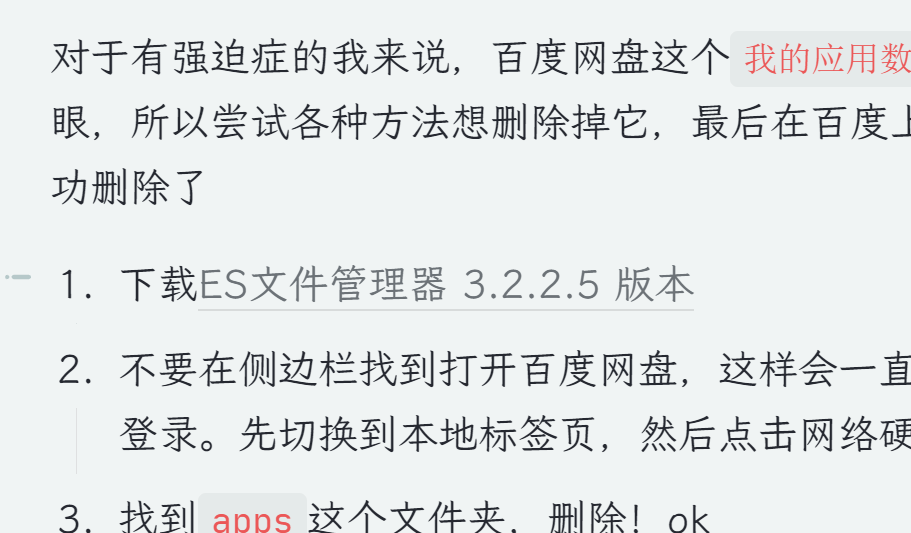 对于有强迫症的我来说，百度网盘这个 我的应用数
眼，所以尝试各种方法想删除掉它，最后在百度上
功删除了
1. 下载ES文件管理器 3.2.2.5 版本
2. 不要在侧边栏找到打开百度网盘，这样会一直
登录。先切换到本地标签页，然后点击网络硬
3. 找到 apps 这个文件夹，删除！ok